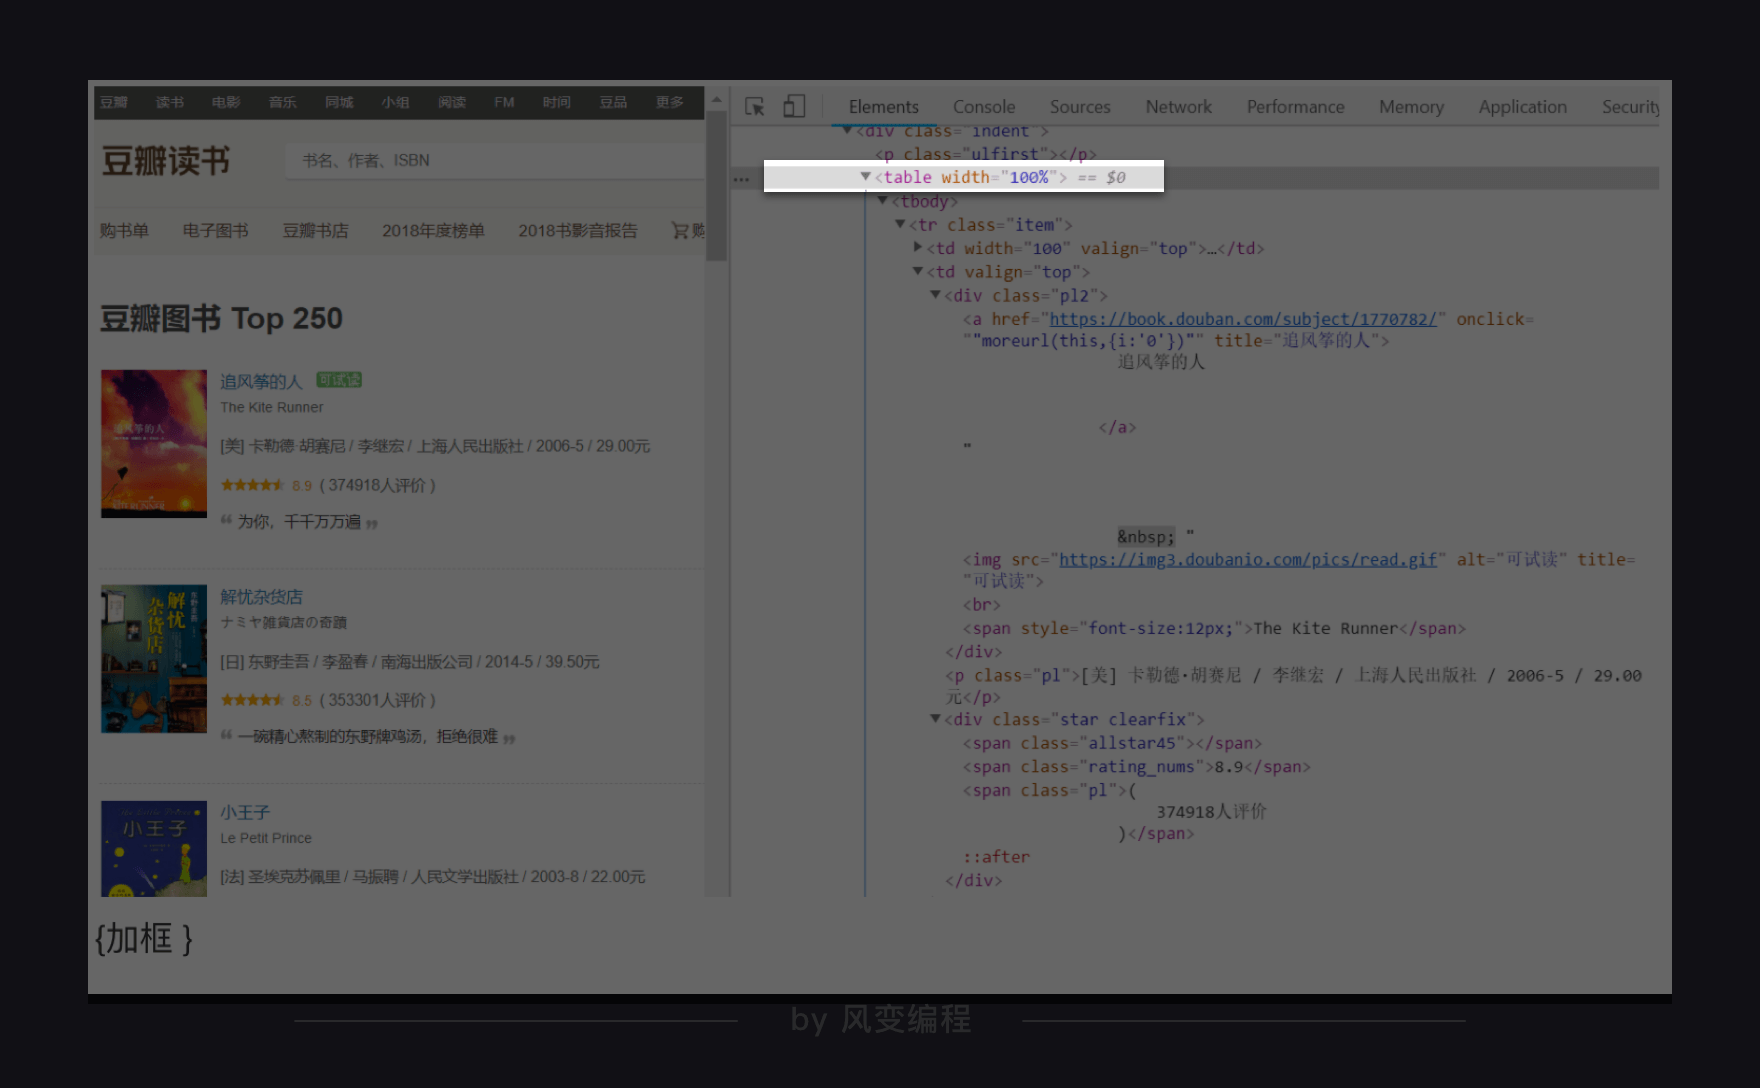 豆瓣 读书 电影 音乐 同城 小组 阅读 FM 时间 豆品 更多
豆瓣读书
书名、作者、ISBN
购书单 电子图书 豆瓣书店 2018年度榜单 2018书影音报告 购
豆瓣图书 Top 250
追风筝的人 可试读
The Kite Runner
[美] 卡勒德·胡赛尼 / 李继宏 / 上海人民出版社 / 2006-5 / 29.00元
8.9 ( 374918人评价 )
“ 为你，千千万万遍 ”
追风筝的人
解忧杂货店
ナミヤ雑貨店の奇蹟
[日] 东野圭吾 / 李盈春 / 南海出版公司 / 2014-5 / 39.50元
8.5 ( 353301人评价 )
“ 一碗精心熬制的东野牌鸡汤，拒绝很难 ”
解忧
杂货店
小王子
Le Petit Prince
[法] 圣埃克苏佩里 / 马振聘 / 人民文学出版社 / 2003-8 / 22.00元
小王子
Elements Console Sources Network Performance Memory Application Security
<div class="indent">
<p class="ulfirst"></p>
… ▼<table width="100%"> == $0
▼<tbody>
▼<tr class="item">
▶<td width="100" valign="top">…</td>
▼<td valign="top">
▼<div class="pl2">
<a href="https://book.douban.com/subject/1770782/" onclick=
""moreurl(this,{i:'0'})"" title="追风筝的人">
追风筝的人
</a>
"
&nbsp; "
<img src="https://img3.doubanio.com/pics/read.gif" alt="可试读" title=
"可试读">
<br>
<span style="font-size:12px;">The Kite Runner</span>
</div>
<p class="pl">[美] 卡勒德·胡赛尼 / 李继宏 / 上海人民出版社 / 2006-5 / 29.00
元</p>
▼<div class="star clearfix">
<span class="allstar45"></span>
<span class="rating_nums">8.9</span>
<span class="pl">(
374918人评价
)</span>
::after
</div>
{加框 }
by 风变编程